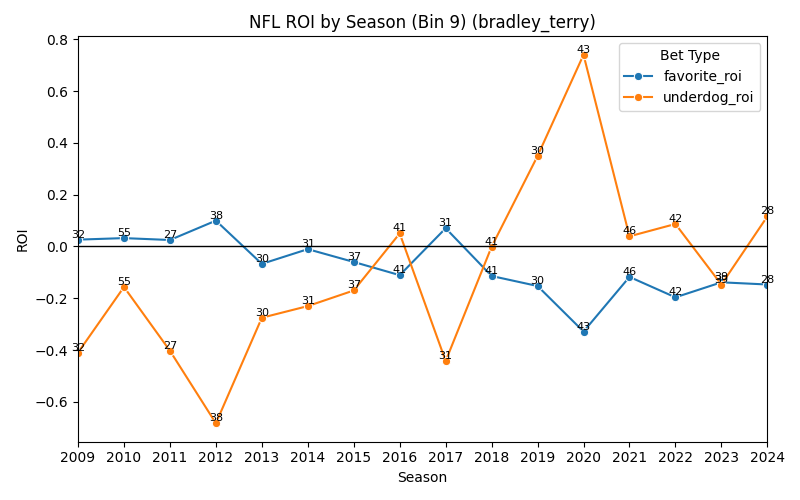 NFL ROI by Season (Bin 9) (bradley_terry)
Bet Type
favorite_roi
underdog_roi
ROI
0.8
0.6
0.4
0.2
0.0
−0.2
−0.4
−0.6
32 55 27 38 30 31 37 41 31 41 30 43 46 42 39 28
32 55 27 38 30 31 37 41 31 41 30 43 46 42 39 28
2009 2010 2011 2012 2013 2014 2015 2016 2017 2018 2019 2020 2021 2022 2023 2024
Season